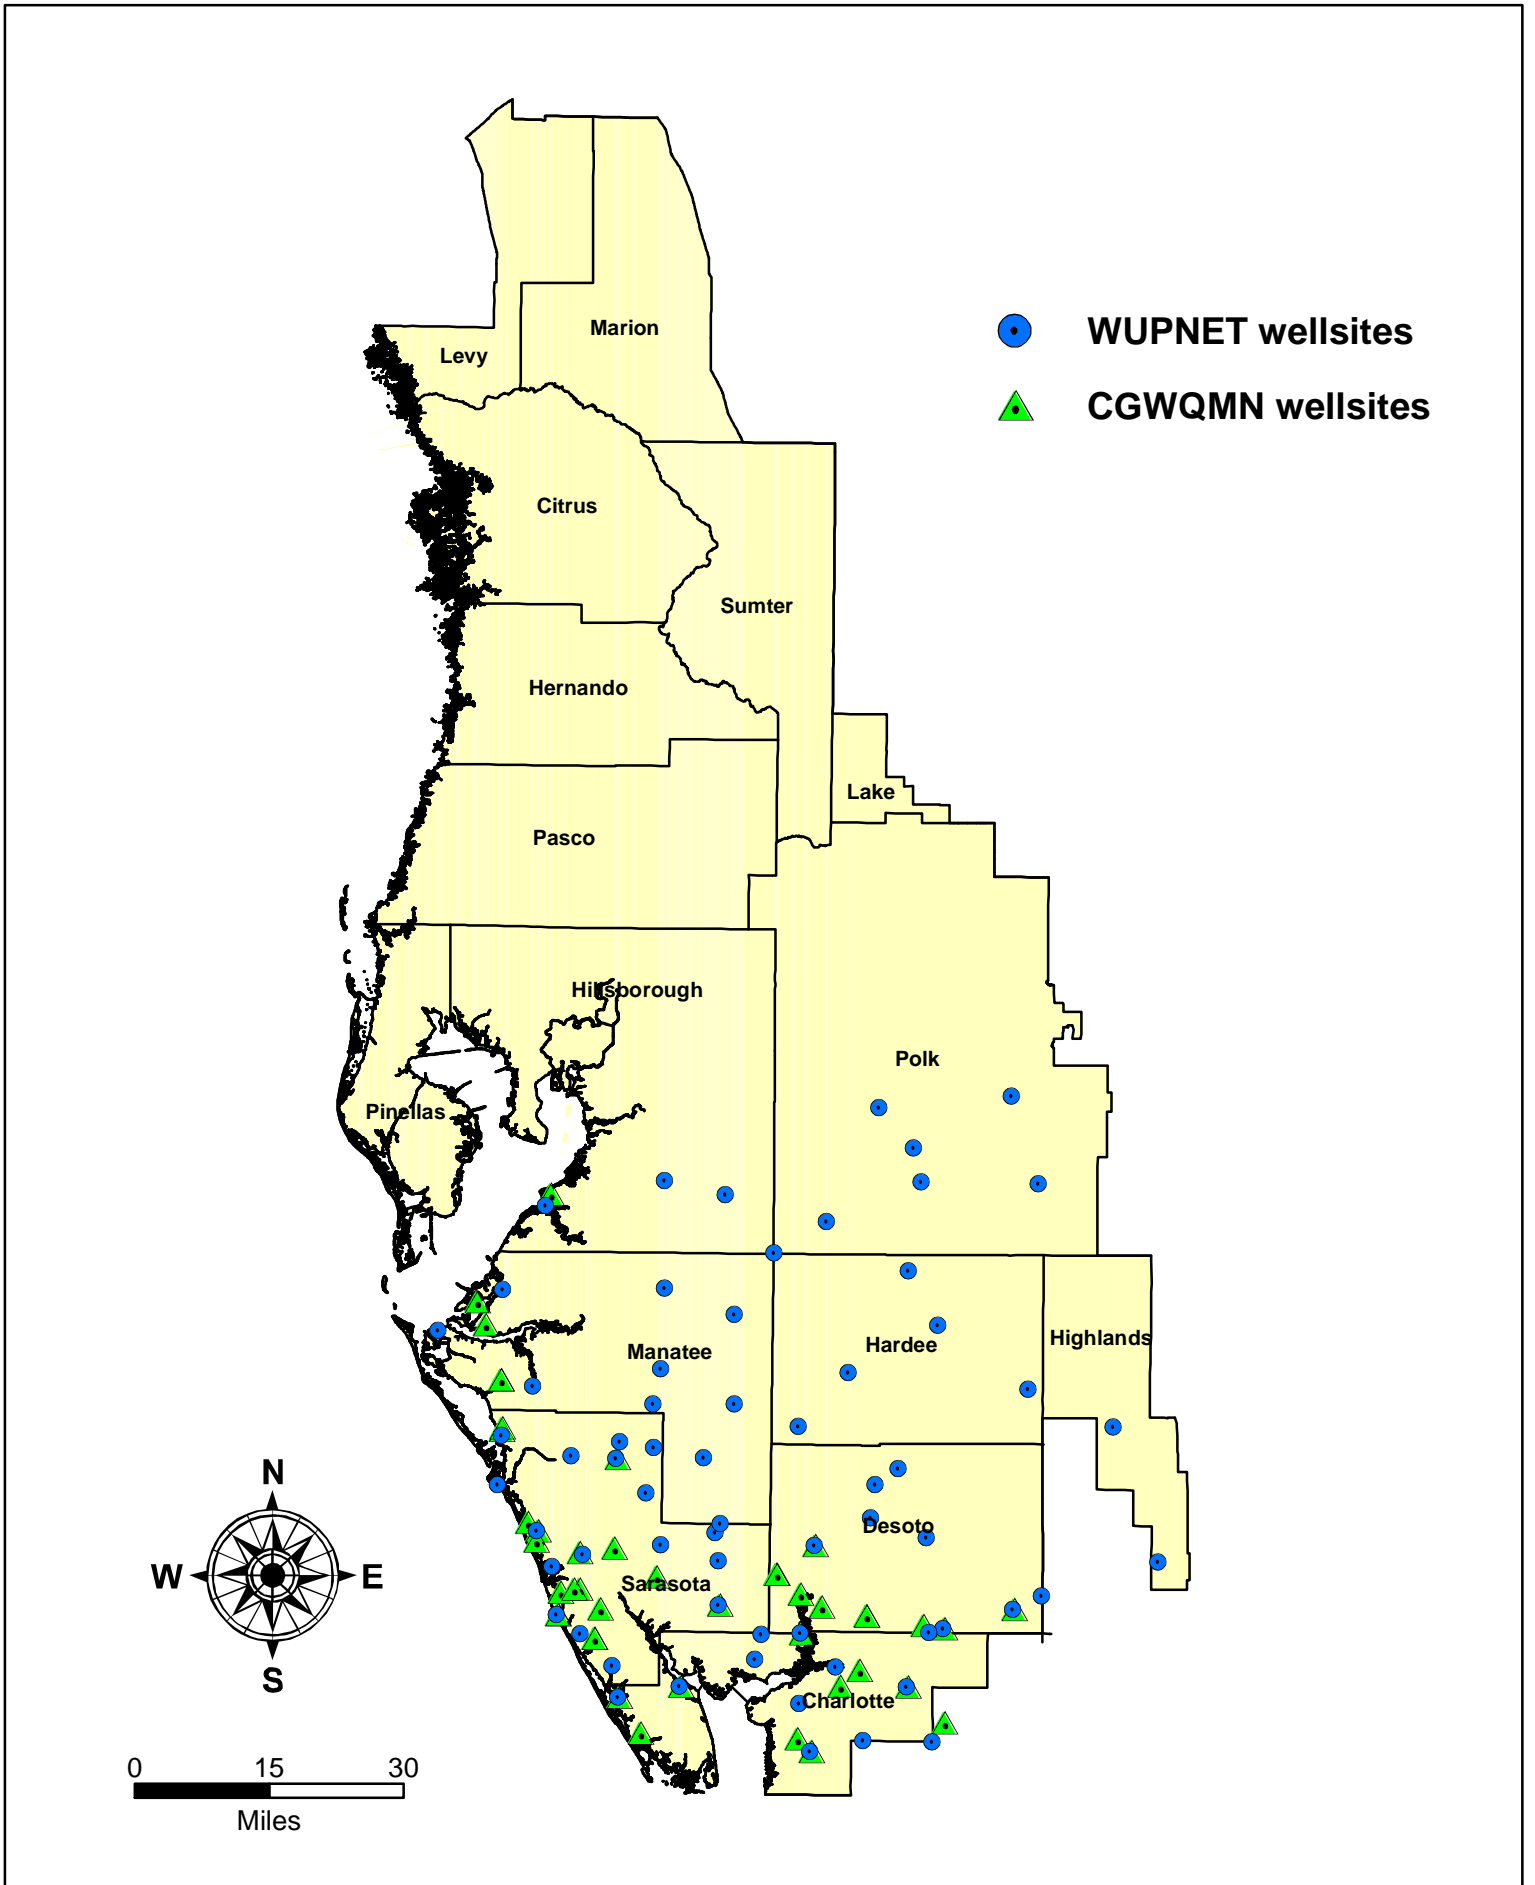 Marion
Levy
WUPNET wellsites
CGWQMN wellsites
Citrus
Sumter
Hernando
Lake
Pasco
Hillsborough
Polk
Pinellas
Manatee
Hardee
Highlands
Desoto
Sarasota
Charlotte
N
W
E
S
0 15 30
Miles